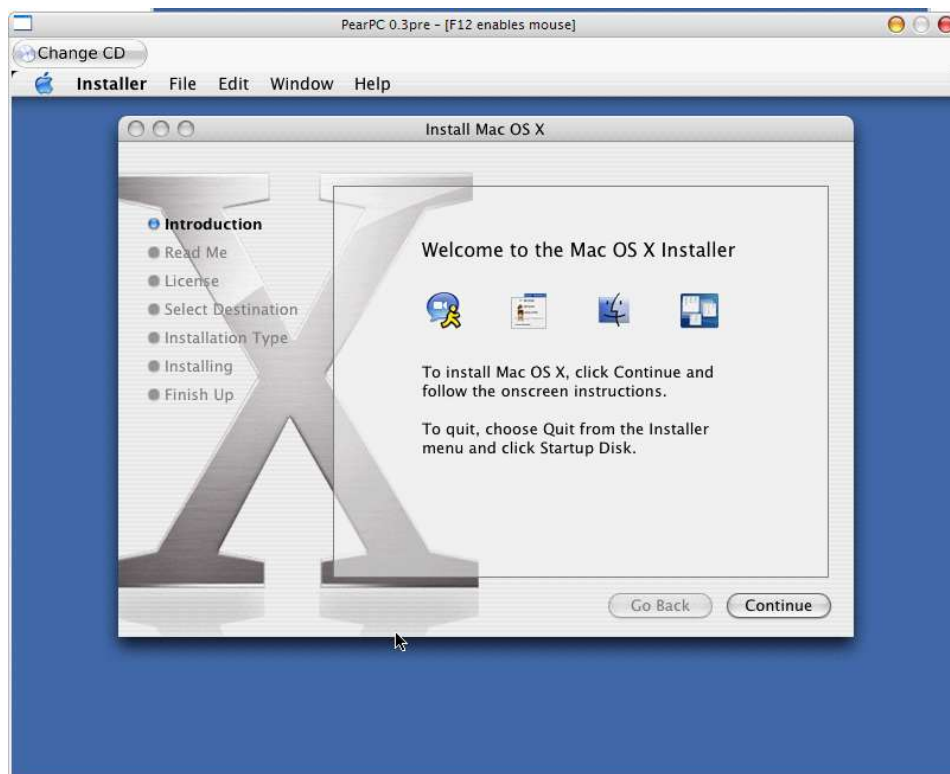 PearPC 0.3pre - [F12 enables mouse]
Change CD
Installer File Edit Window Help
Install Mac OS X
Introduction
Read Me
License
Select Destination
Installation Type
Installing
Finish Up
Welcome to the Mac OS X Installer
To install Mac OS X, click Continue and
follow the onscreen instructions.
To quit, choose Quit from the Installer
menu and click Startup Disk.
Go Back Continue